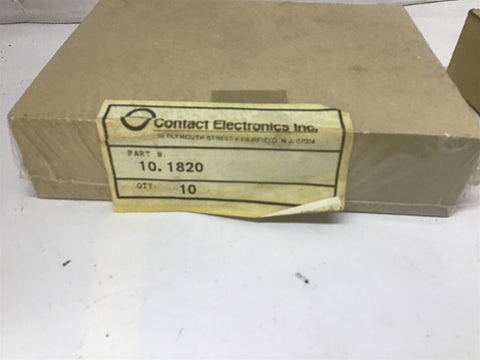 Contact Electronics Inc.
PLYMOUTH STREET • FAIRFIELD, N.J. 07004
PART #:
10.1820
QTY: 10